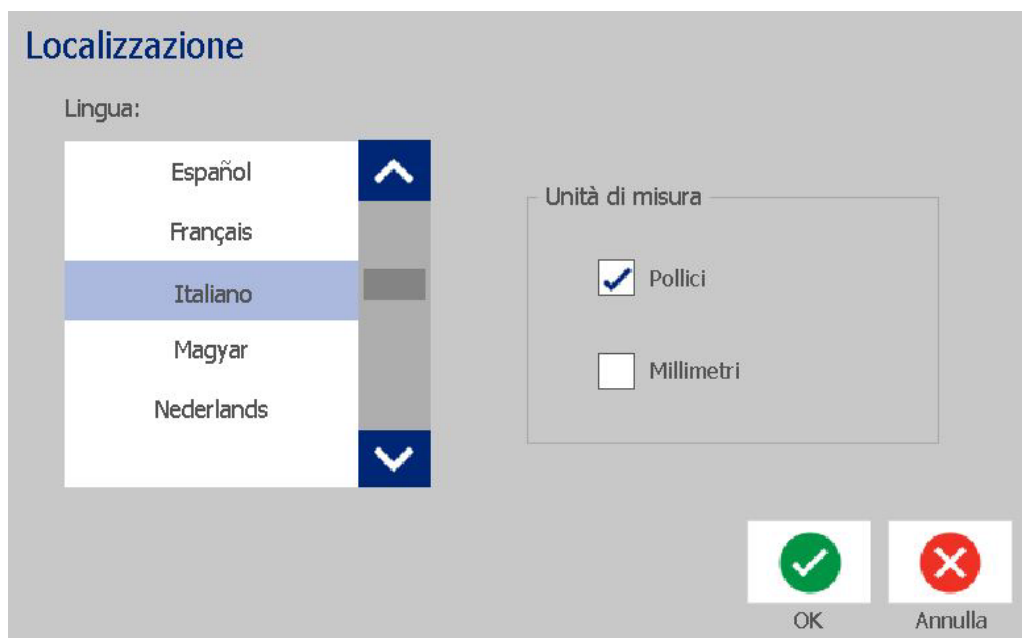 Localizzazione
Lingua:
Español
Français
Italiano
Magyar
Nederlands
Unità di misura
Pollici
Millimetri
OK
Annulla